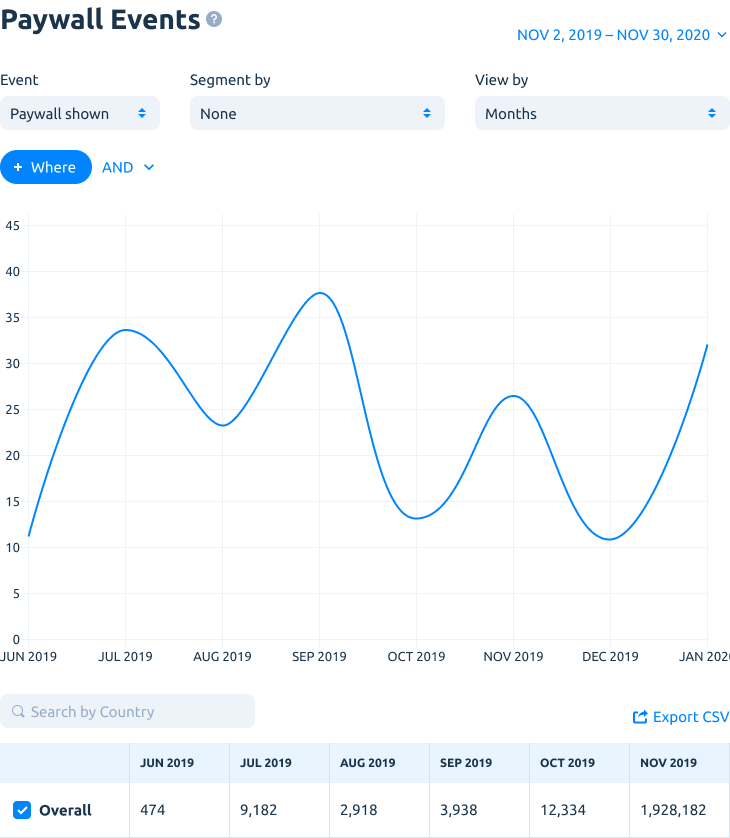 Paywall Events ?
NOV 2, 2019 – NOV 30, 2020
Event
Segment by
View by
Paywall shown
None
Months
+ Where
AND
45
40
35
30
25
20
15
10
5
0
JUN 2019 JUL 2019 AUG 2019 SEP 2019 OCT 2019 NOV 2019 DEC 2019 JAN 202
Search by Country
Export CSV
JUN 2019 JUL 2019 AUG 2019 SEP 2019 OCT 2019 NOV 2019
Overall 474 9,182 2,918 3,938 12,334 1,928,182